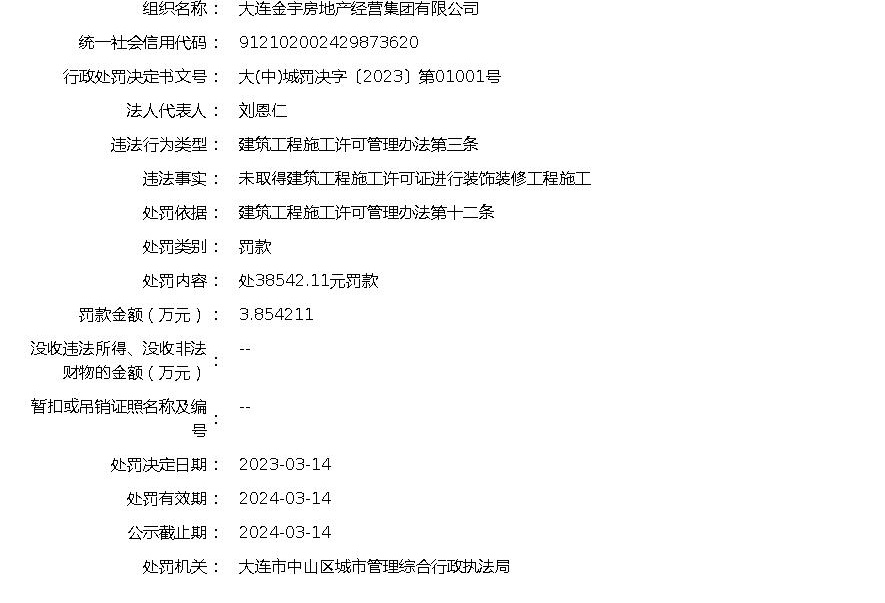 组织名称： 大连金宇房地产经营集团有限公司
统一社会信用代码： 912102002429873620
行政处罚决定书文号： 大(中)城罚决字〔2023〕第01001号
法人代表人： 刘恩仁
违法行为类型： 建筑工程施工许可管理办法第三条
违法事实： 未取得建筑工程施工许可证进行装饰装修工程施工
处罚依据： 建筑工程施工许可管理办法第十二条
处罚类别： 罚款
处罚内容： 处38542.11元罚款
罚款金额（万元）： 3.854211
没收违法所得、没收非法
财物的金额（万元）： --
暂扣或吊销证照名称及编
号： --
处罚决定日期： 2023-03-14
处罚有效期： 2024-03-14
公示截止期： 2024-03-14
处罚机关： 大连市中山区城市管理综合行政执法局